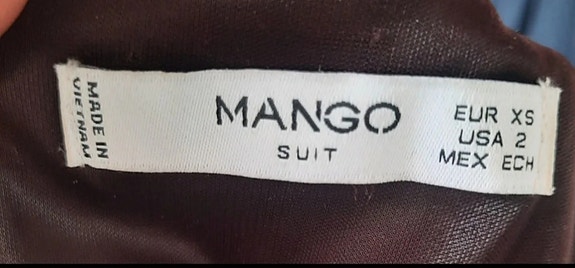 MADE IN
VIETNAM
MANGO
SUIT
EUR XS
USA 2
MEX ECH